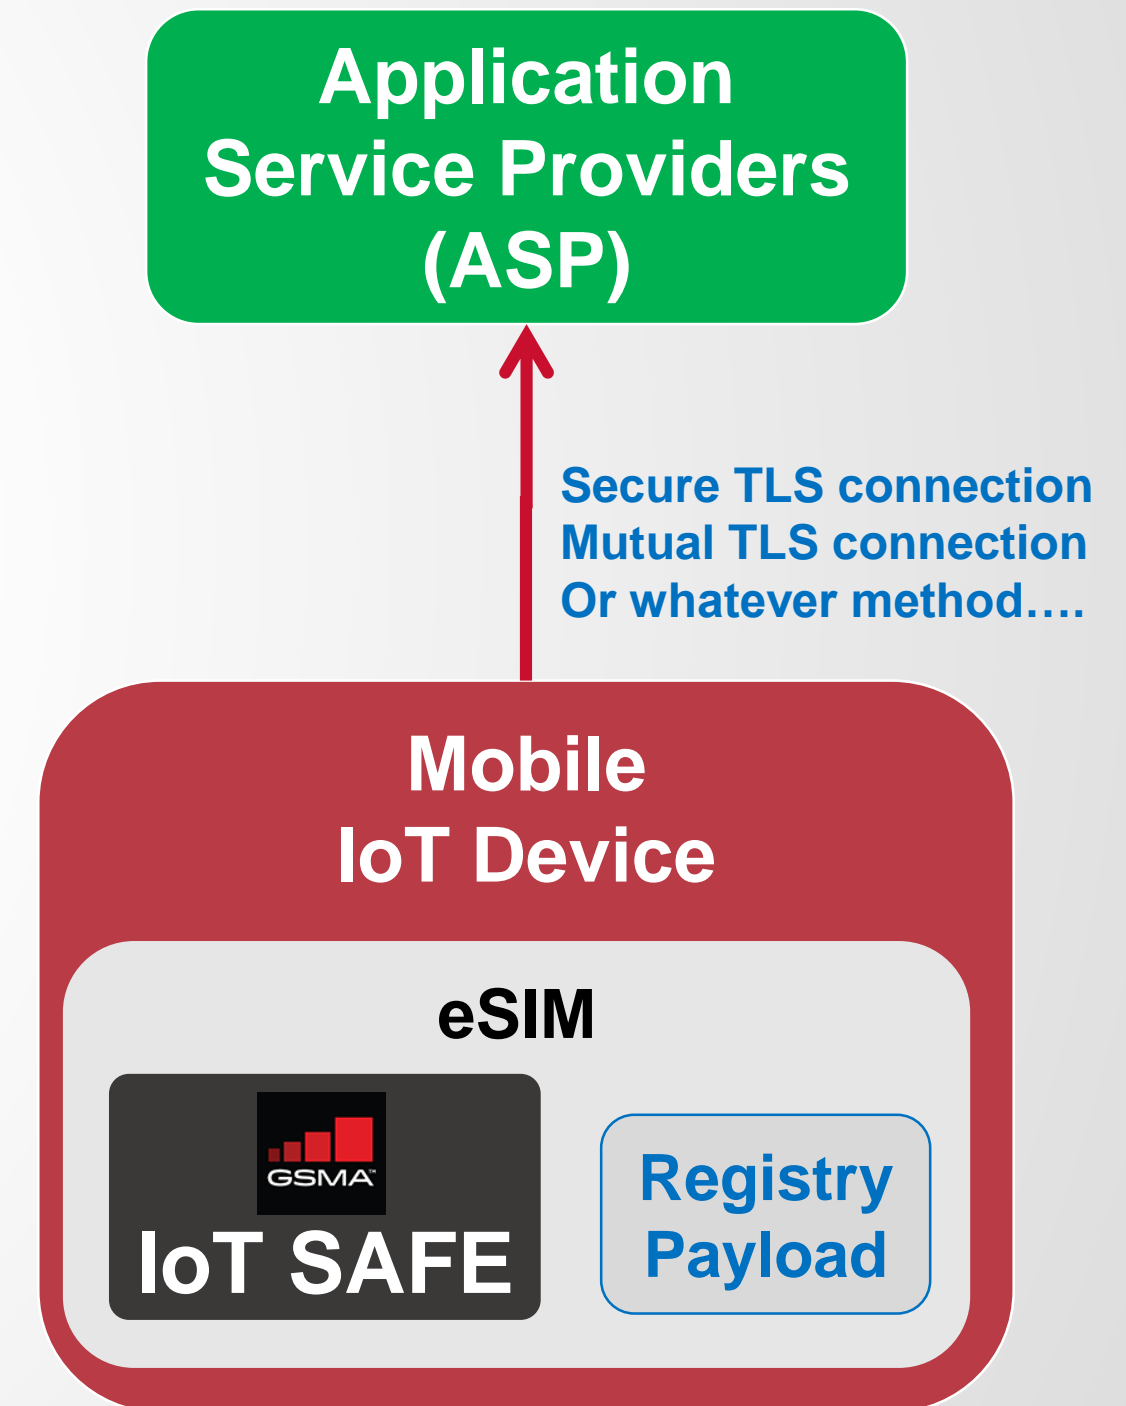 Application
Service Providers
(ASP)
Secure TLS connection
Mutual TLS connection
Or whatever method….
Mobile
IoT Device
eSIM
GSMA™
IoT SAFE
Registry
Payload